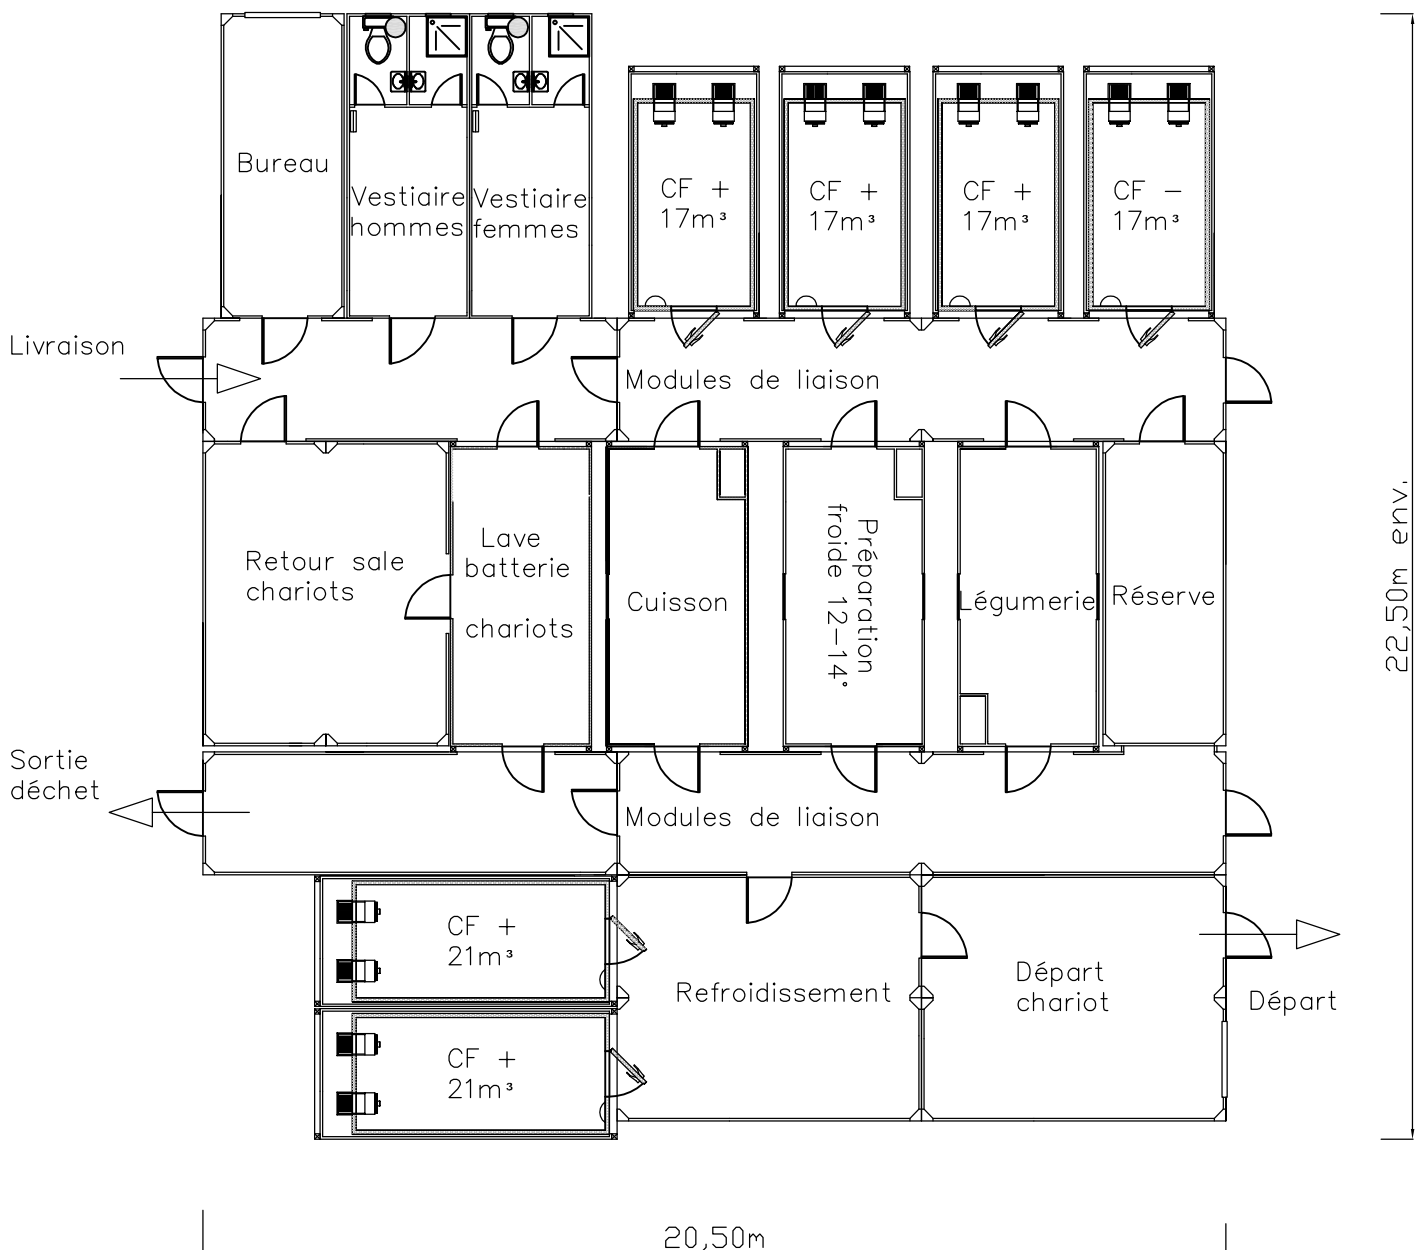 Bureau
Vestiaire
hommes
Vestiaire
femmes
CF +
17m³
CF +
17m³
CF +
17m³
CF -
17m³
Livraison
Modules de liaison
Retour sale
chariots
Lave
batterie
chariots
Cuisson
Préparation
froide 12-14°
Légumerie
Réserve
22,50m env.
Sortie
déchet
Modules de liaison
CF +
21m³
CF +
21m³
Refroidissement
Départ
chariot
Départ
20,50m